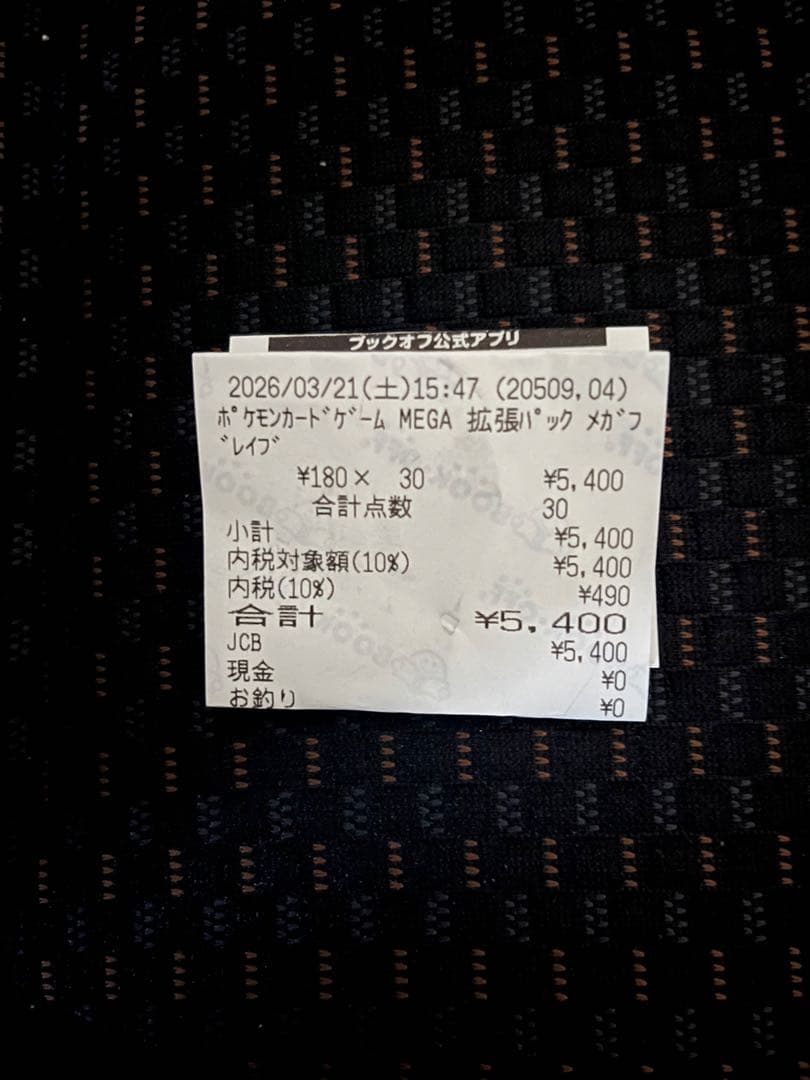 ブックオフ公式アプリ
2026/03/21(土)15:47 (20509,04)
ﾎﾟｹﾓﾝｶｰﾄﾞｹﾞｰﾑ MEGA 拡張ﾊﾟｯｸ ﾒｶﾞﾌ
ﾞﾚｲﾌﾞ
¥180× 30 ¥5,400
合計点数 30
小計 ¥5,400
内税対象額(10%) ¥5,400
内税(10%) ¥490
合計 ¥5,400
JCB ¥5,400
現金 ¥0
お釣り ¥0